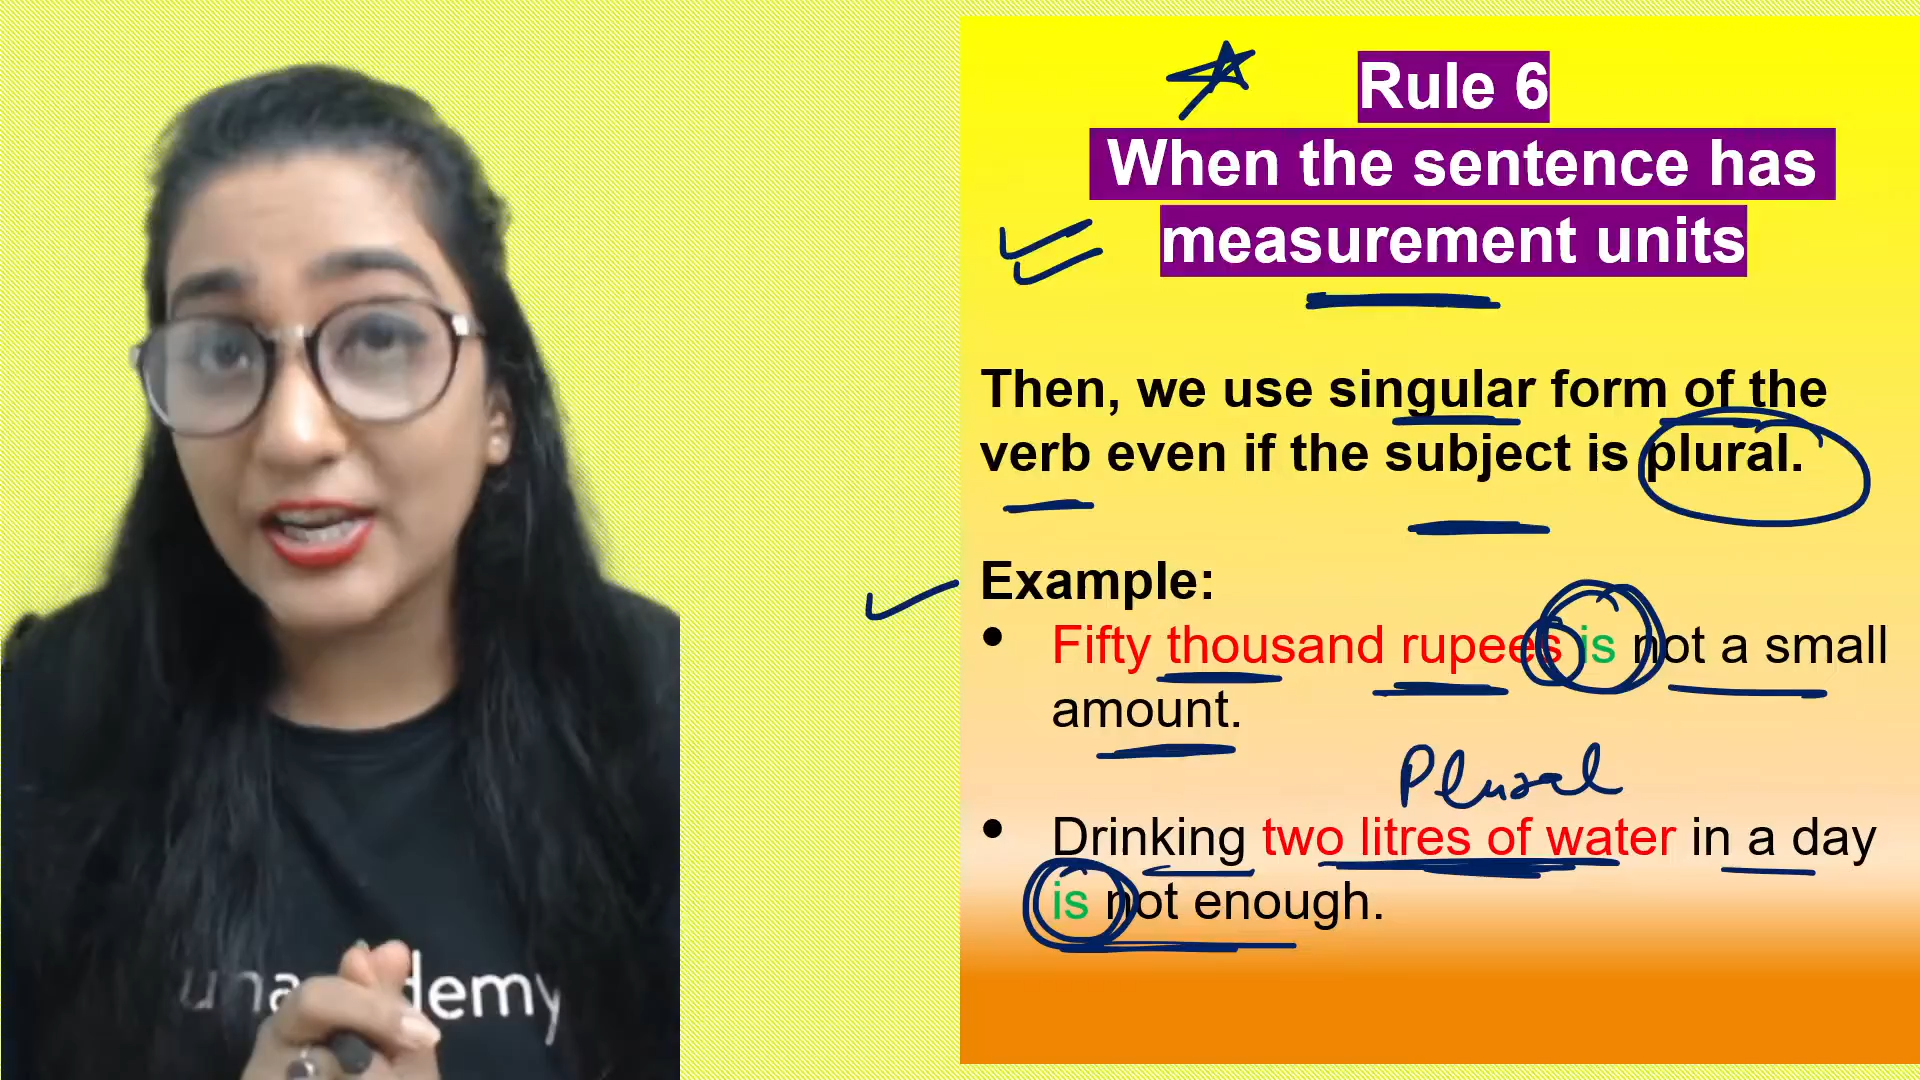 Rule 6
When the sentence has
measurement units
Then, we use singular form of the
verb even if the subject is plural.
Example:
• Fifty thousand rupees is not a small
amount.
Plural
• Drinking two litres of water in a day
is not enough.